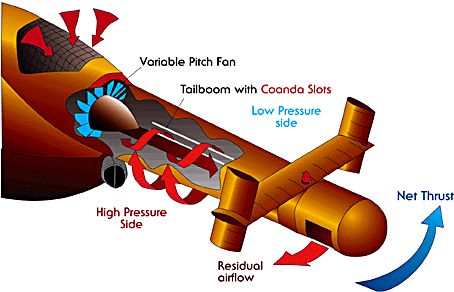 Variable Pitch Fan
Tailboom with Coanda Slots
Low Pressure
side
High Pressure
Side
Net Thrust
Residual
airflow